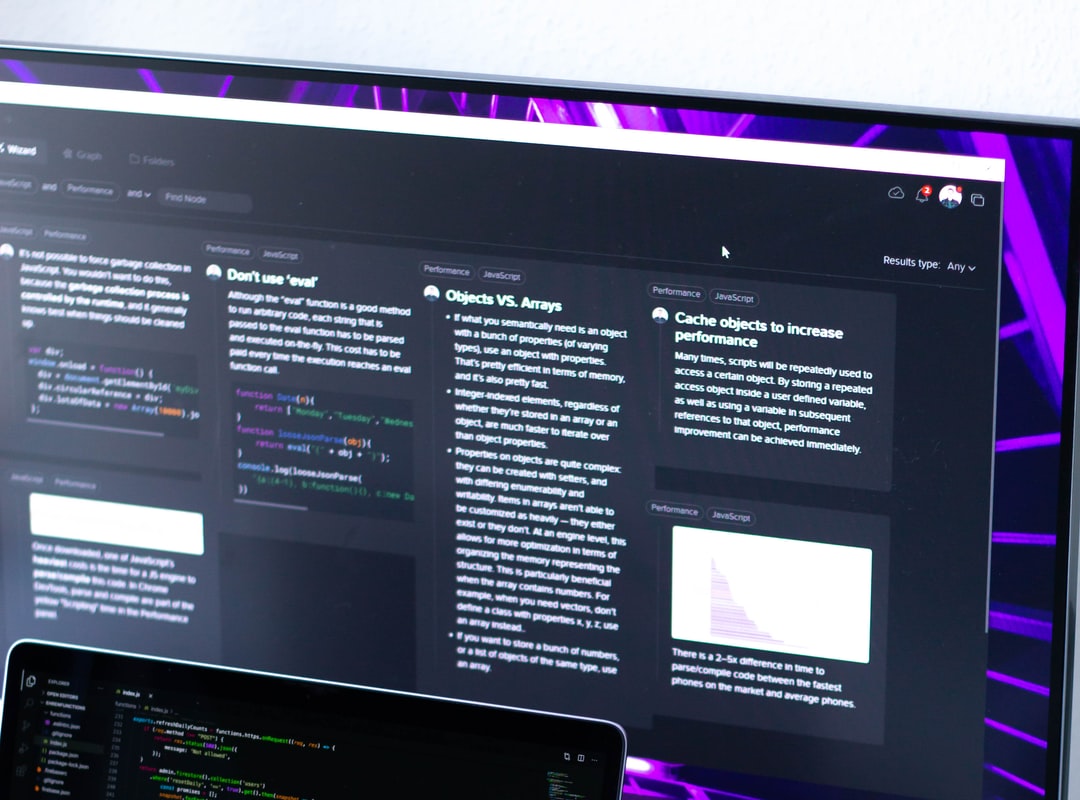 Wizard
Graph
Folders
and
Performance
and
Find Node
2
Results type: Any
JavaScript
Performance
It's not possible to force garbage collection in
JavaScript. You wouldn't want to do this,
because the garbage collection process is
controlled by the runtime, and it generally
knows best when things should be cleaned
up.
var div;
window.onload = function() {
div = document.getElementById(
div.circularReference = div;
div.lotsOfData = new Array(10000).jo
};
JavaScript
Performance
Once downloaded, one of JavaScript's
heaviest costs is the time for a JS engine to
parse/compile this code. In Chrome
DevTools, parse and compile are part of the
yellow "Scripting" time in the Performance
panel.
Performance
JavaScript
Don't use 'eval'
Although the "eval" function is a good method
to run arbitrary code, each string that is
passed to the eval function has to be parsed
and executed on-the-fly. This cost has to be
paid every time the execution reaches an eval
function call.
function Date(n){
return ["Monday","Tuesday","Wednes
}
function looseJsonParse(obj){
return eval("(" + obj + ")");
}
console.log(looseJsonParse(
"{a:(4-1), b:function(){}, c:new Da
))
Performance
JavaScript
Objects VS. Arrays
• If what you semantically need is an object
with a bunch of properties (of varying
types), use an object with properties.
That's pretty efficient in terms of memory,
and it's also pretty fast.
• Integer-indexed elements, regardless of
whether they're stored in an array or an
object, are much faster to iterate over
than object properties.
• Properties on objects are quite complex:
they can be created with setters, and
with differing enumerability and
writability. Items in arrays aren't able to
be customized as heavily — they either
exist or they don't. At an engine level, this
allows for more optimization in terms of
organizing the memory representing the
structure. This is particularly beneficial
when the array contains numbers. For
example, when you need vectors, don't
define a class with properties x, y, z; use
an array instead..
• If you want to store a bunch of numbers,
or a list of objects of the same type, use
an array.
Performance
JavaScript
Cache objects to increase
performance
Many times, scripts will be repeatedly used to
access a certain object. By storing a repeated
access object inside a user defined variable,
as well as using a variable in subsequent
references to that object, performance
improvement can be achieved immediately.
Performance
JavaScript
There is a 2–5x difference in time to
parse/compile code between the fastest
phones on the market and average phones.
EXPLORER
OPEN EDITORS
functions
.gitignore
index.js
package.json
package-lock.json
.firebaserc
.gitignore
firebase.json
index.js
functions > index.js > ...
exports.refreshDailyCounts = functions.https.onRequest((req, res) => {
if (req.method !== "POST") {
return res.status(500).json({
message: "Not allowed",
});
}
return admin.firestore().collection("users")
.where("resetDaily", "==", true).get().then(snapshot
const promises = [];